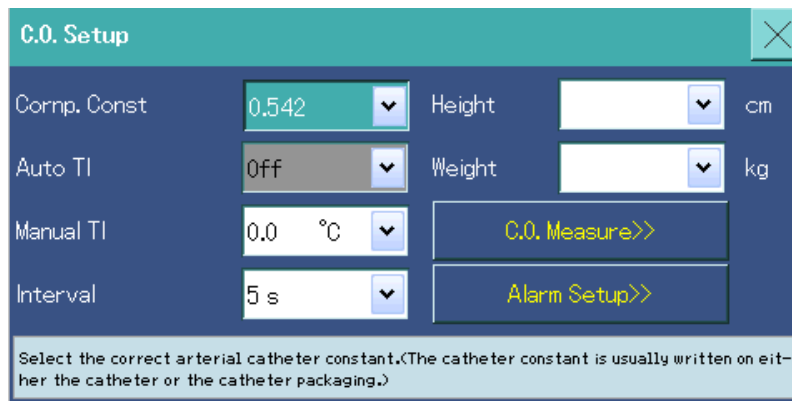 C.O. Setup
Cornp. Const 0.542 Height cm
Auto TI Off Weight kg
Manual TI 0.0 °C C.O. Measure>>
Interval 5 s Alarm Setup>>
Select the correct arterial catheter constant.(The catheter constant is usually written on eit-
her the catheter or the catheter packaging.)